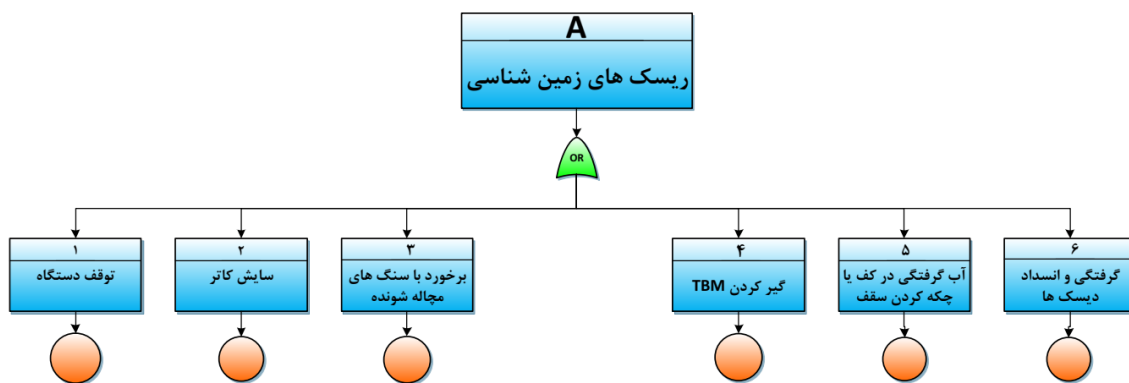 A
ریسک های زمین شناسی
OR
۱
توقف دستگاه
۲
سایش کاتر
۳
برخورد با سنگ های
مچاله شونده
۴
گیر کردن TBM
۵
آب گرفتگی در کف یا
چکه کردن سقف
۶
گرفتگی و انسداد
دیسک ها